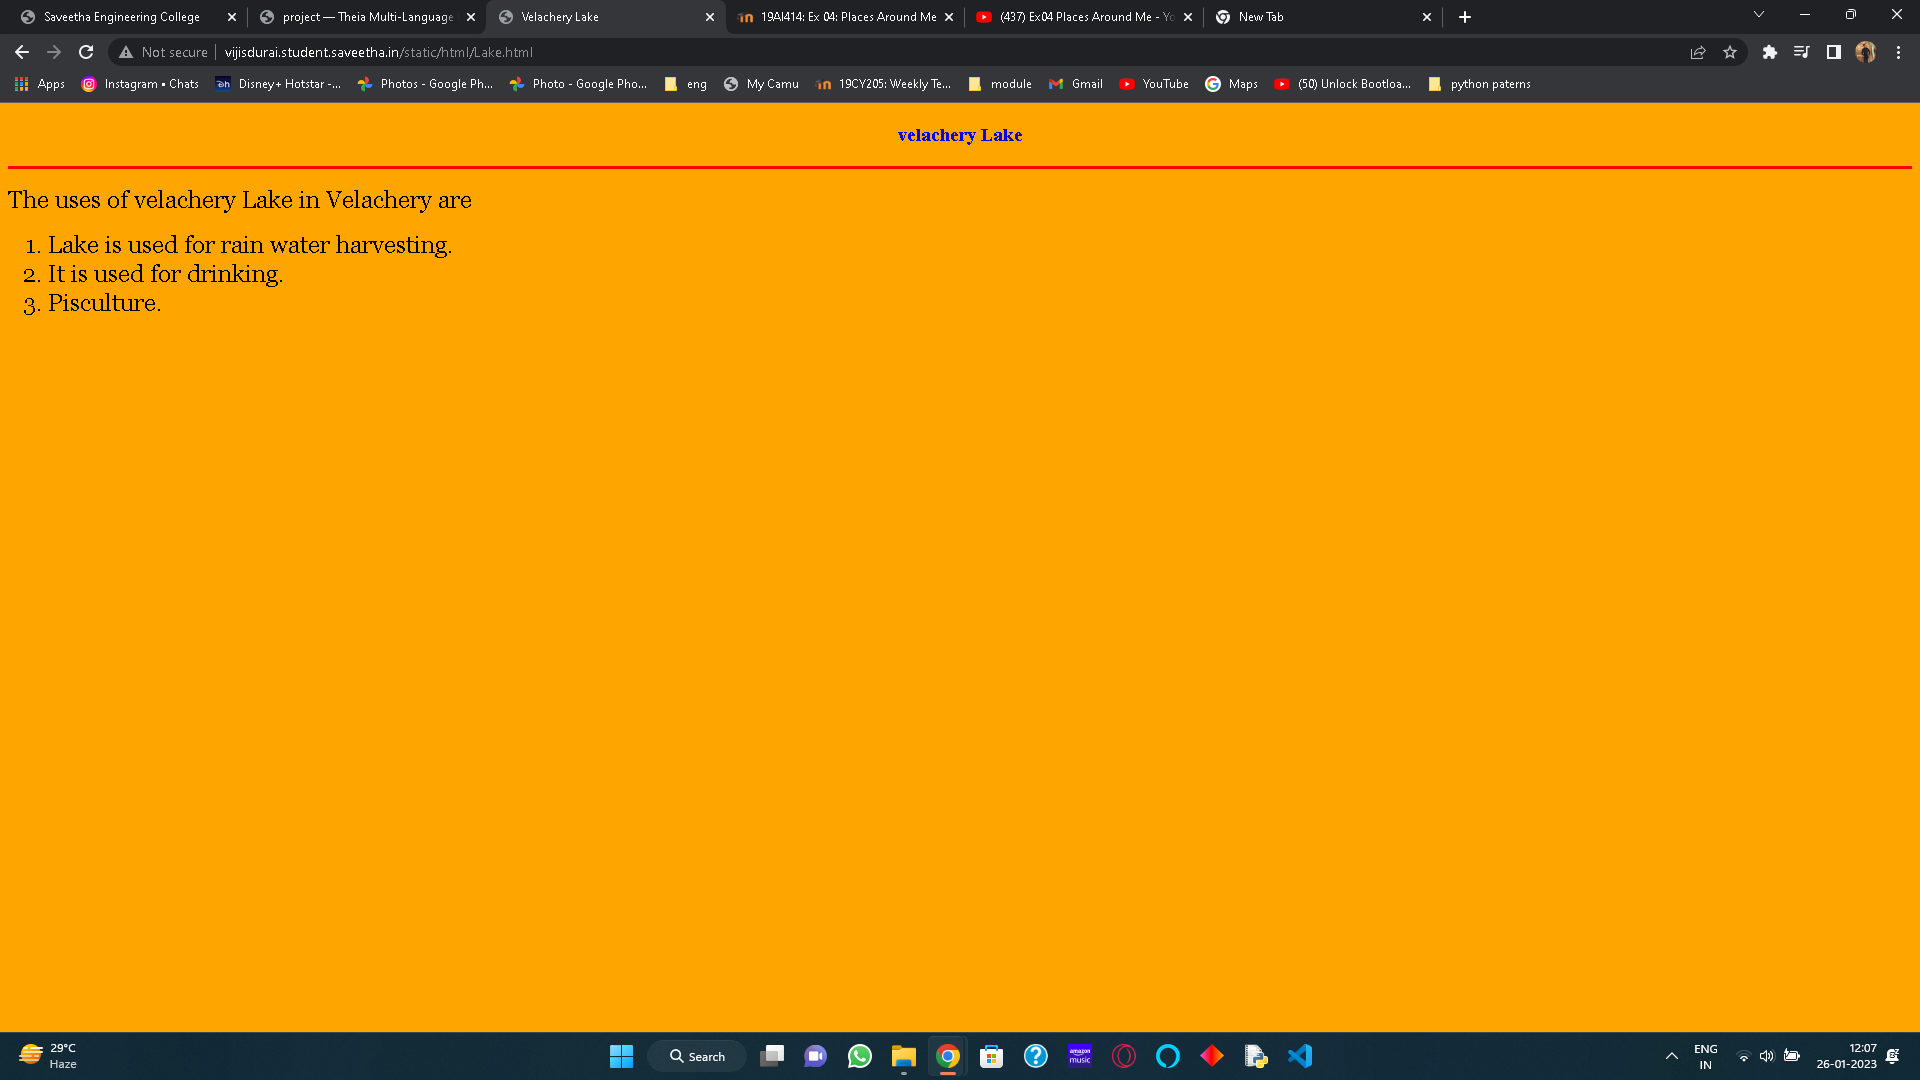 Saveetha Engineering College
project — Theia Multi-Language
Velachery Lake
19AI414: Ex 04: Places Around Me
(437) Ex04 Places Around Me - Yo
New Tab
Not secure
vijisdurai.student.saveetha.in/static/html/Lake.html
Apps
Instagram • Chats
Disney+ Hotstar -...
Photos - Google Ph...
Photo - Google Pho...
eng
My Camu
19CY205: Weekly Te...
module
Gmail
YouTube
Maps
(50) Unlock Bootloa...
python paterns
velachery Lake
The uses of velachery Lake in Velachery are
1. Lake is used for rain water harvesting.
2. It is used for drinking.
3. Pisculture.
29°C
Haze
Search
amazon
music
ENG
IN
12:07
26-01-2023